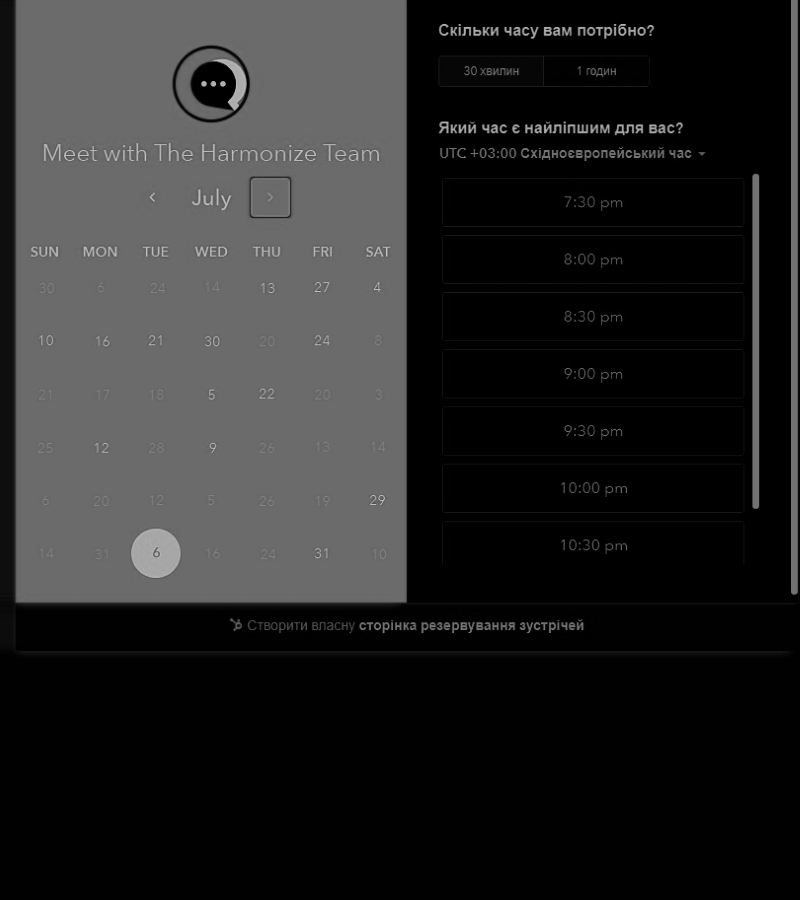 Meet with The Harmonize Team
July
SUN MON TUE WED THU FRI SAT
30 6 24 14 13 27 4
10 16 21 30 20 24 8
21 17 18 5 22 20 3
25 12 28 9 26 13 14
6 20 12 5 26 19 29
14 31 6 16 24 31 10
Скільки часу вам потрібно?
30 хвилин 1 годин
Який час є найліпшим для вас?
UTC +03:00 Східноєвропейський час
7:30 pm
8:00 pm
8:30 pm
9:00 pm
9:30 pm
10:00 pm
10:30 pm
Створити власну сторінка резервування зустрічей